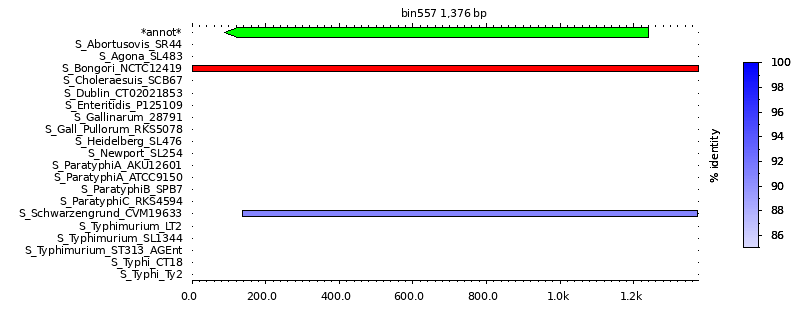 bin557 1,376 bp
*annot*
S_Abortusovis_SR44
S_Agona_SL483
S_Bongori_NCTC12419
S_Choleraesuis_SCB67
S_Dublin_CT02021853
S_Enteritidis_P125109
S_Gallinarum_28791
S_Gall_Pullorum_RKS5078
S_Heidelberg_SL476
S_Newport_SL254
S_ParatyphiA_AKU12601
S_ParatyphiA_ATCC9150
S_ParatyphiB_SPB7
S_ParatyphiC_RKS4594
S_Schwarzengrund_CVM19633
S_Typhimurium_LT2
S_Typhimurium_SL1344
S_Typhimurium_ST313_AGEnt
S_Typhi_CT18
S_Typhi_Ty2
0.0 200.0 400.0 600.0 800.0 1.0k 1.2k
% identity
100
98
96
94
92
90
88
86